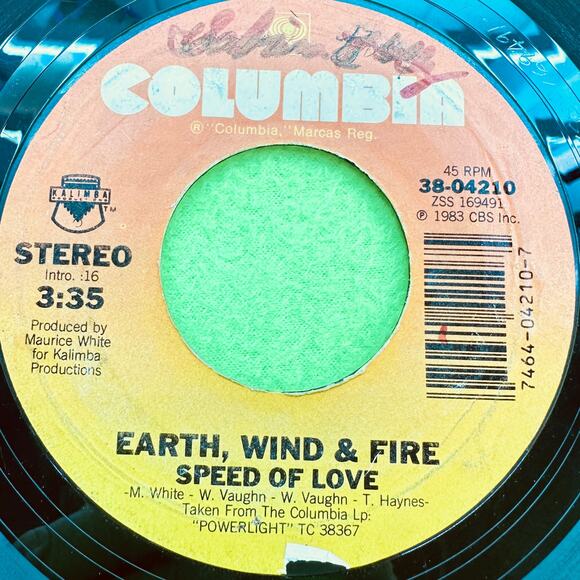 COLUMBIA
® "Columbia," Marcas Reg.
KALIMBA
TM
STEREO
Intro. :16
3:35
Produced by
Maurice White
for Kalimba
Productions
45 RPM
38-04210
ZSS 169491
℗ 1983 CBS Inc.
7464-04210-7
EARTH, WIND & FIRE
SPEED OF LOVE
-M. White - W. Vaughn - W. Vaughn - T. Haynes-
Taken From The Columbia Lp:
"POWERLIGHT" TC 38367